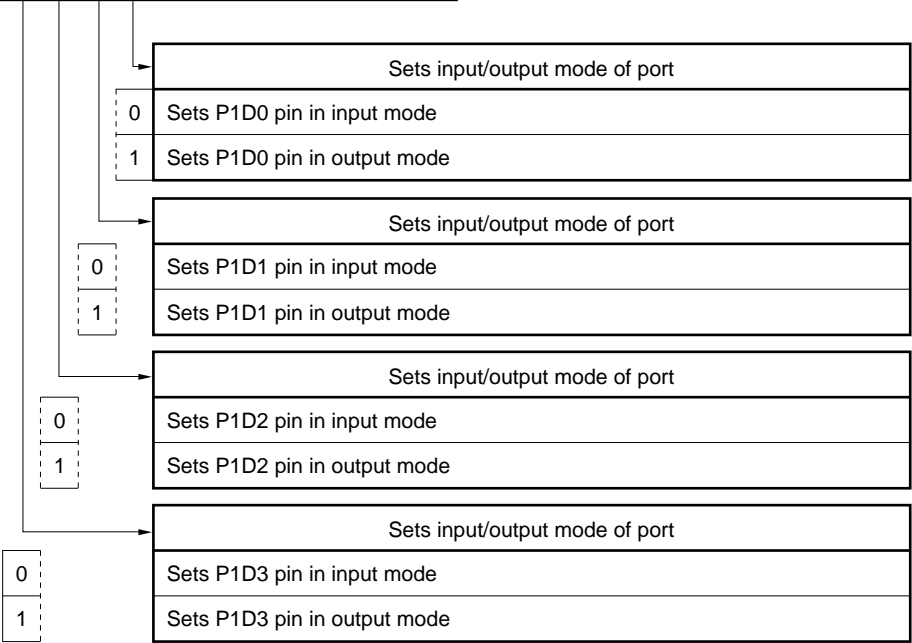 Sets input/output mode of port
0 Sets P1D0 pin in input mode
1 Sets P1D0 pin in output mode
Sets input/output mode of port
0 Sets P1D1 pin in input mode
1 Sets P1D1 pin in output mode
Sets input/output mode of port
0 Sets P1D2 pin in input mode
1 Sets P1D2 pin in output mode
Sets input/output mode of port
0 Sets P1D3 pin in input mode
1 Sets P1D3 pin in output mode